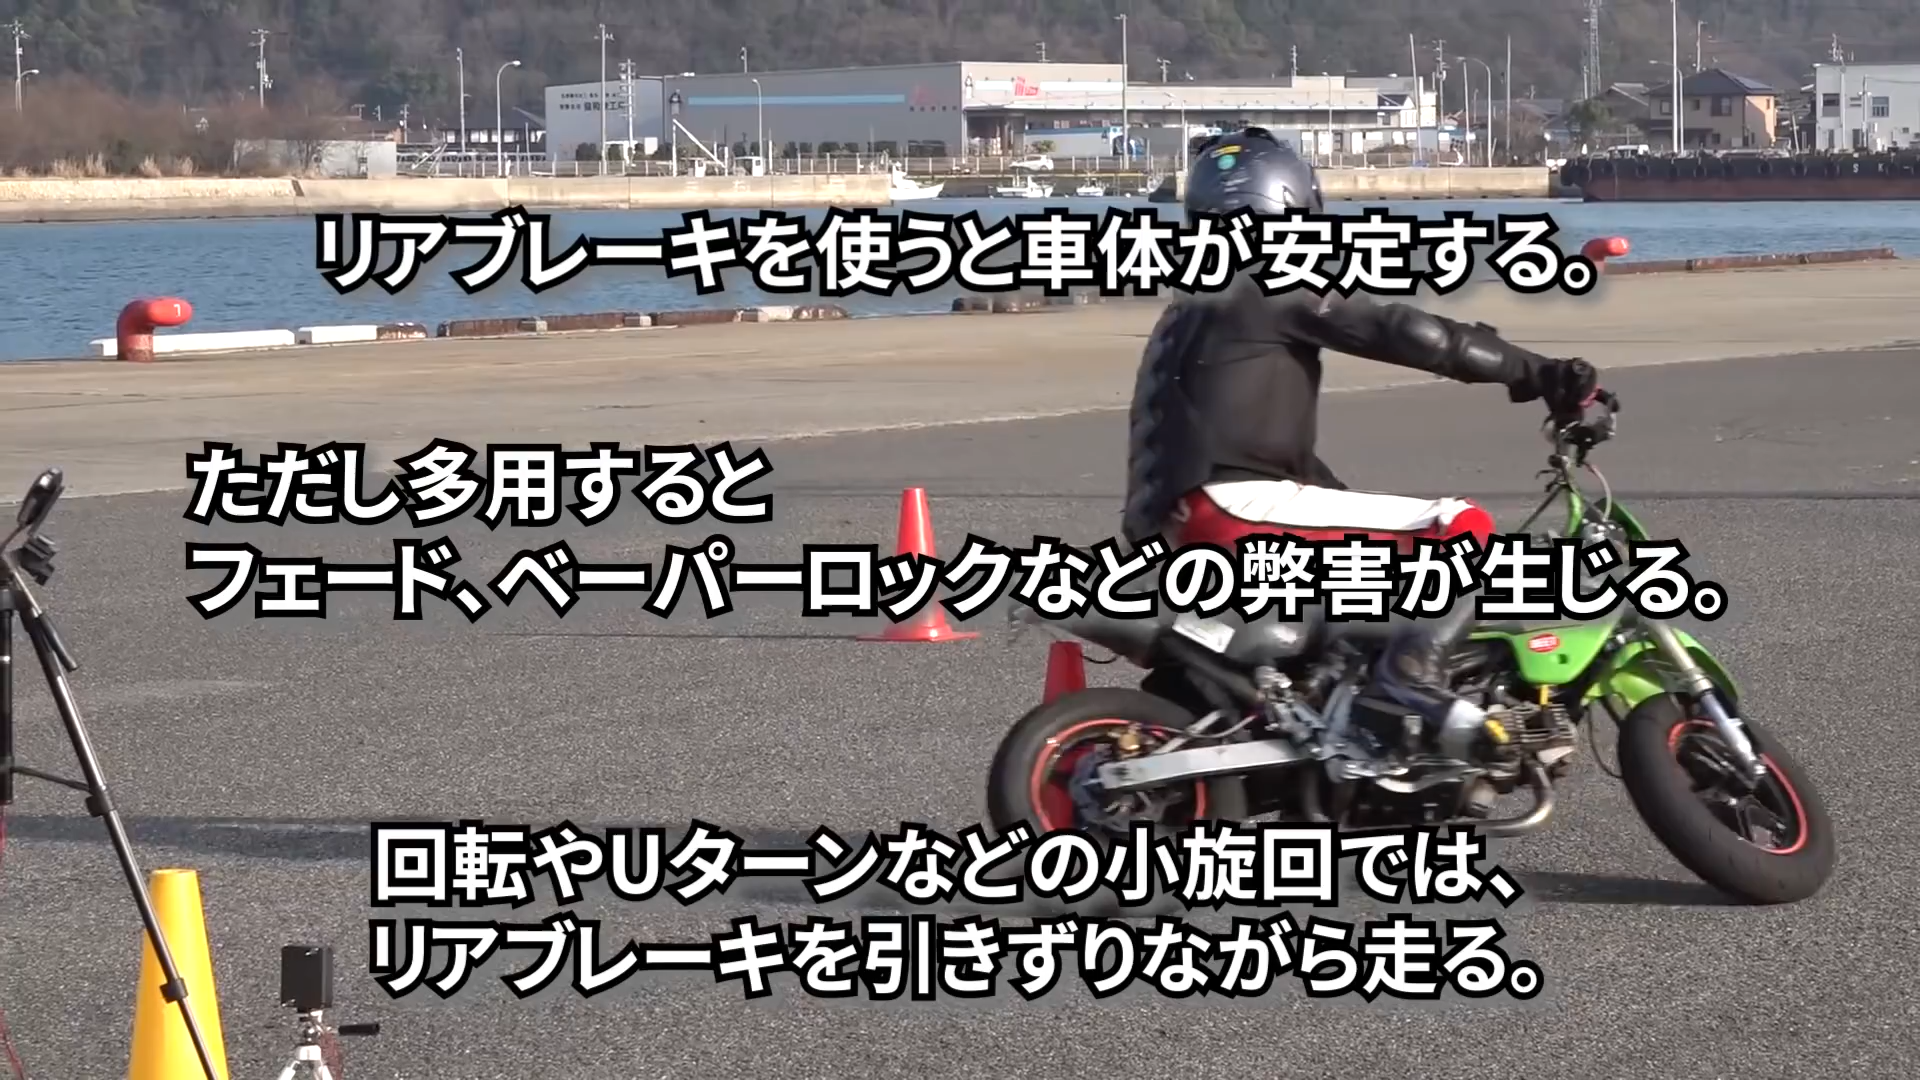 リアブレーキを使うと車体が安定する。
ただし多用すると
フェード、ベーパーロックなどの弊害が生じる。
回転やUターンなどの小旋回では、
リアブレーキを引きずりながら走る。